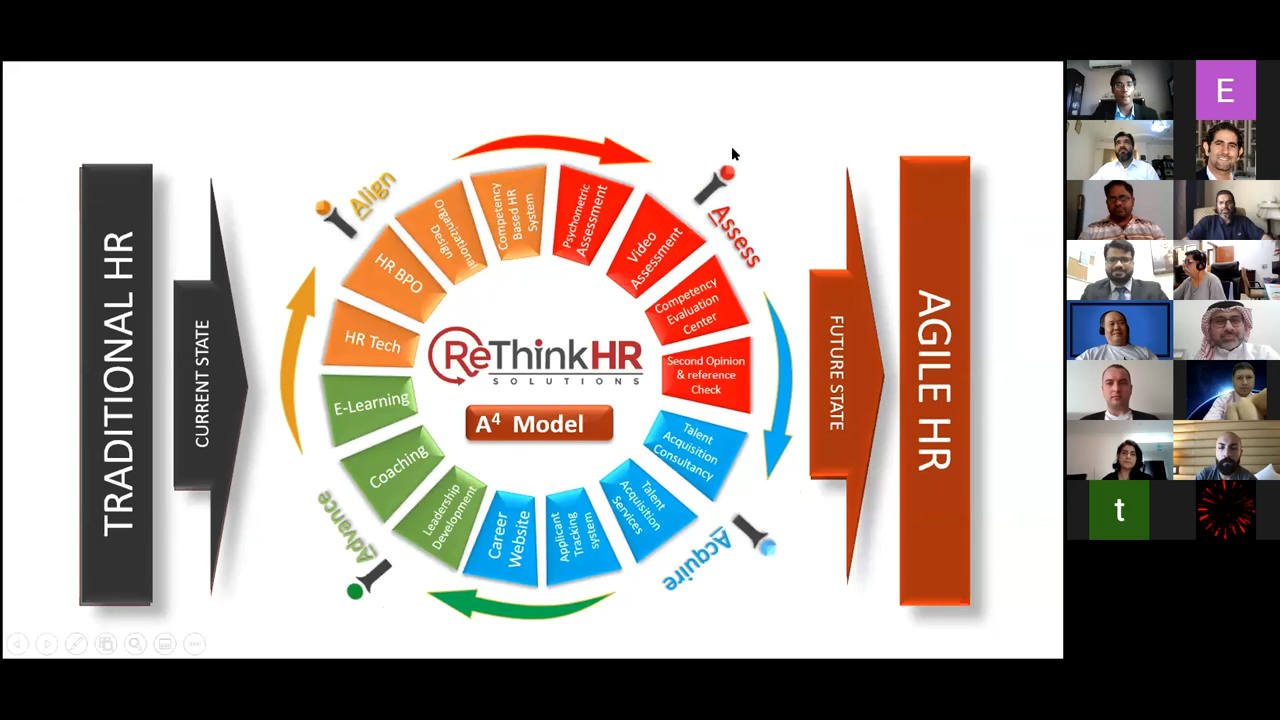 TRADITIONAL HR
CURRENT STATE
Align
Assess
Acquire
Advance
Competency
Based HR
System
Psychometric
Assessment
Video
Assessment
Competency
Evaluation
Center
Second Opinion
& reference
Check
Talent
Acquisition
Consultancy
Talent
Acquisition
Services
Applicant
Tracking
system
Career
Website
Leadership
Development
Coaching
E-Learning
HR Tech
HR BPO
Organizational
Design
ReThinkHR
SOLUTIONS
A⁴ Model
FUTURE STATE
AGILE HR
E
t